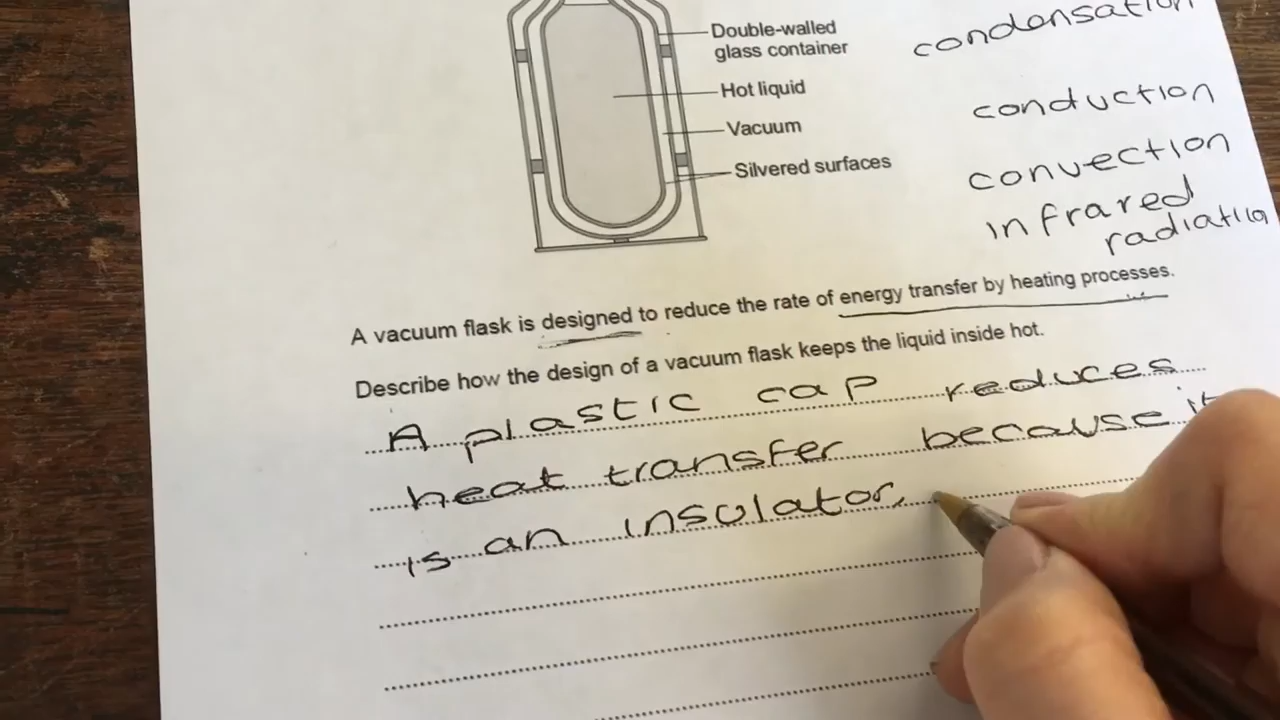 Double-walled
glass container
Hot liquid
Vacuum
Silvered surfaces
condensation
conduction
convection
infrared
radiation
A vacuum flask is designed to reduce the rate of energy transfer by heating processes.
Describe how the design of a vacuum flask keeps the liquid inside hot.
A plastic cap reduces
heat transfer because it
is an insulator,